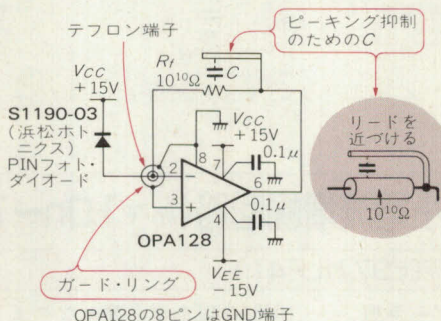 テフロン端子
ピーキング抑制
のためのC
Rf
10¹⁰Ω
C
VCC
+15V
S1190-03
(浜松ホト
ニクス)
PINフォト・
ダイオード
VCC
+15V
0.1μ
2
8
7
6
3
4
0.1μ
OPA128
リードを
近づける
10¹⁰Ω
ガード・リング
VEE
-15V
OPA128の8ピンはGND端子